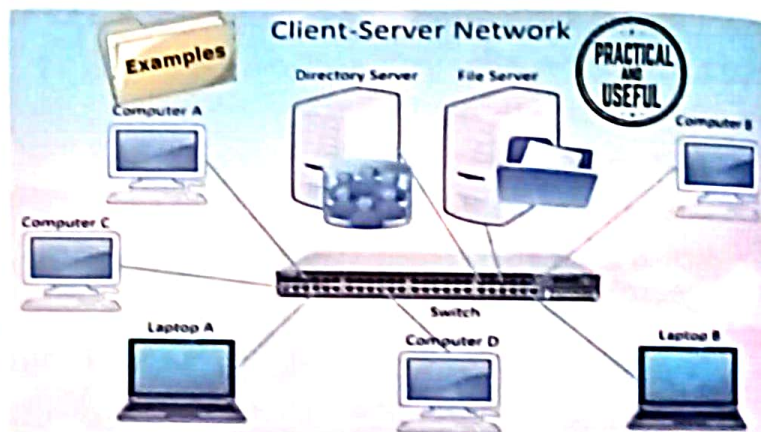 Client-Server Network
Examples
PRACTICAL
AND
USEFUL
Directory Server
File Server
Computer A
Computer B
Computer C
Switch
Laptop A
Computer D
Laptop B